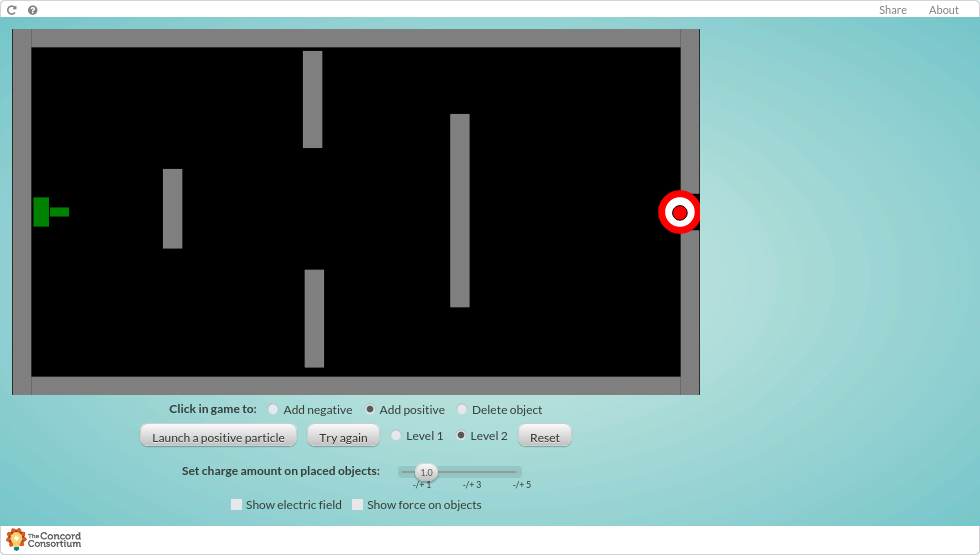 Share About
Click in game to: Add negative Add positive Delete object
Launch a positive particle Try again Level 1 Level 2 Reset
Set charge amount on placed objects: 1.0
-/+ 1 -/+ 3 -/+ 5
Show electric field Show force on objects
The Concord
Consortium